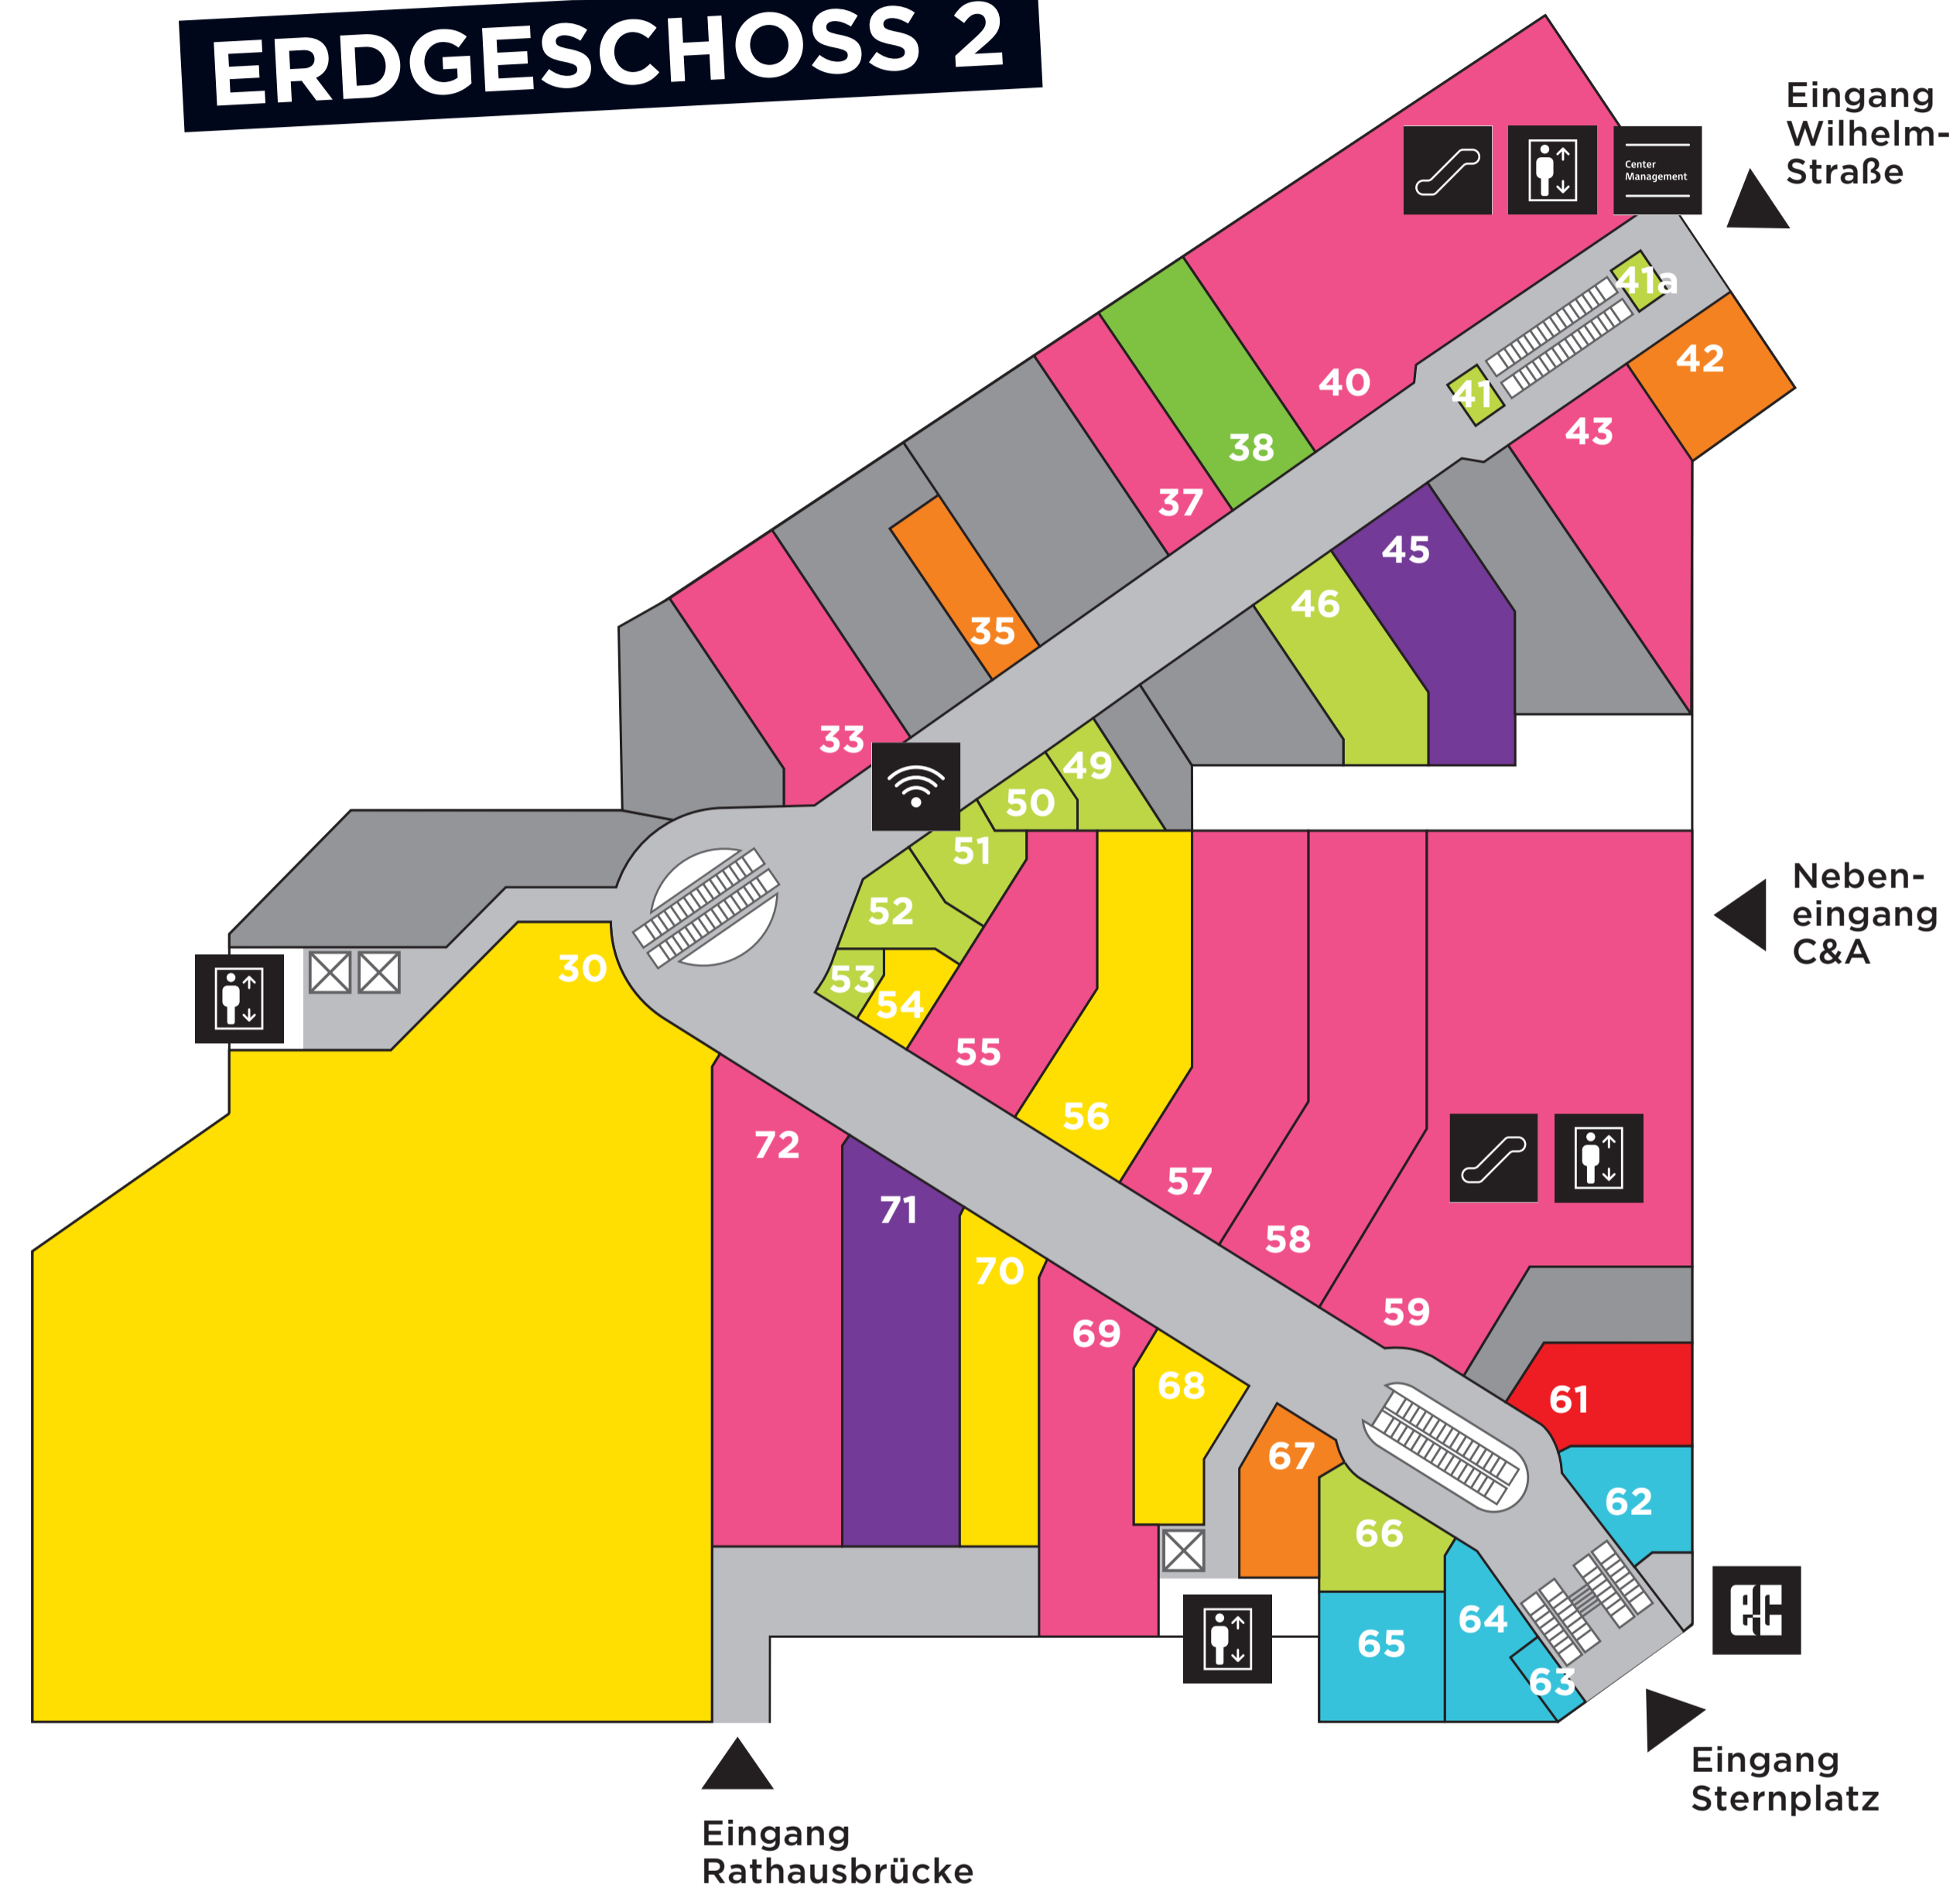 ERDGESCHOSS 2
Eingang
Wilhelm-
Straße
Center
Management
41a
42
40
41
43
38
37
45
46
35
33
49
50
51
52
53
54
30
55
56
57
58
59
72
71
70
69
68
67
61
62
66
65
64
63
Neben-
eingang
C&A
Eingang
Sternplatz
Eingang
Rathausbrücke